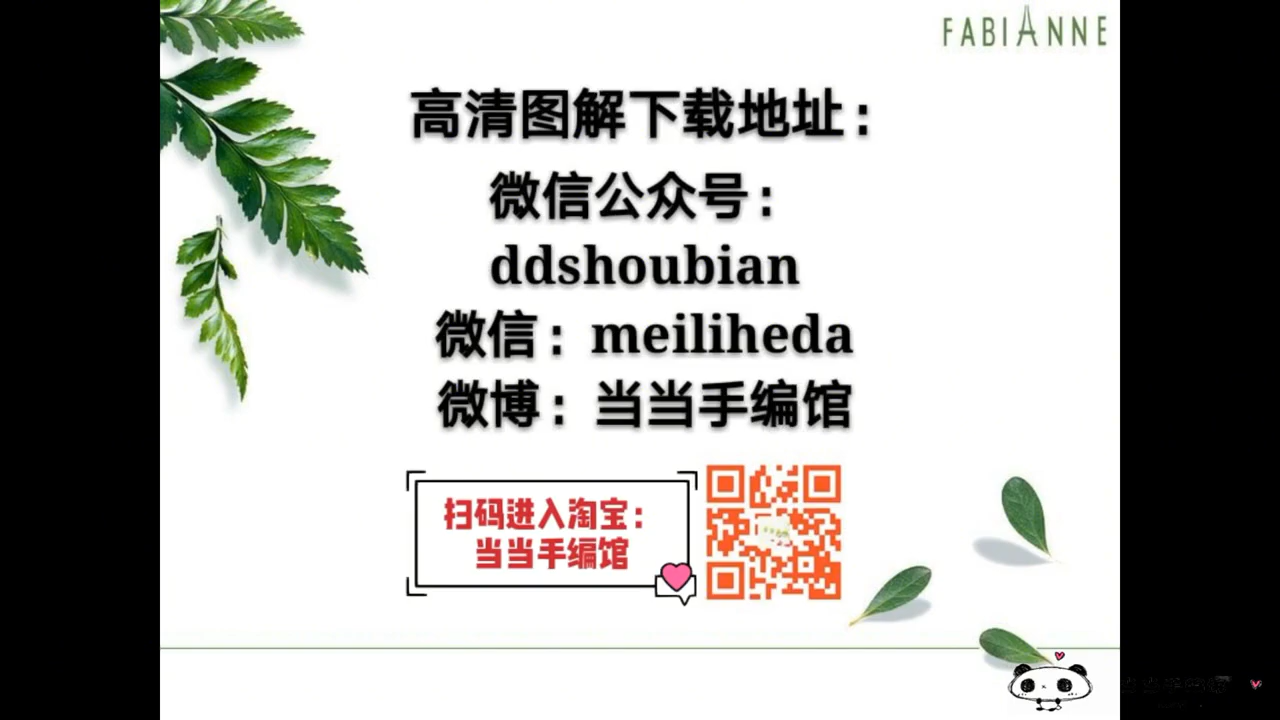 FABIANNE
高清图解下载地址：
微信公众号：
ddshoubian
微信：meiliheda
微博：当当手编馆
扫码进入淘宝：
当当手编馆